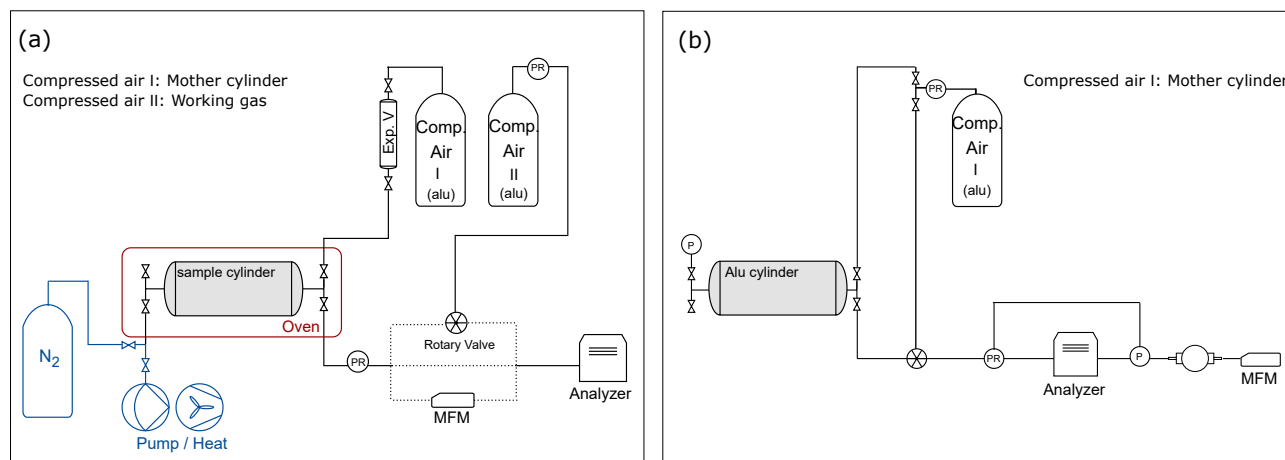 (a)
Compressed air I: Mother cylinder
Compressed air II: Working gas
PR
Exp. V
Comp.
Air
I
(alu)
Comp.
Air
II
(alu)
sample cylinder
Oven
N2
Pump / Heat
PR
Rotary Valve
MFM
Analyzer
(b)
Compressed air I: Mother cylinder
PR
Comp.
Air
I
(alu)
P
Alu cylinder
PR
Analyzer
P
MFM